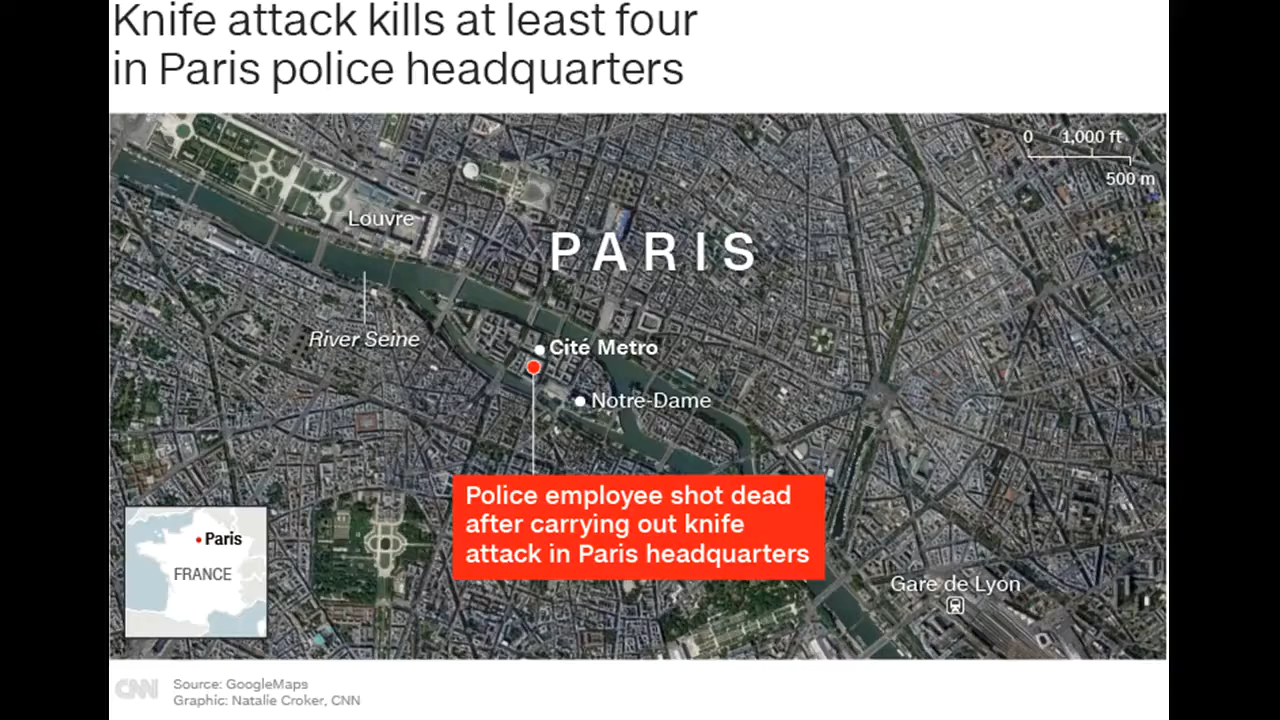 Knife attack kills at least four
in Paris police headquarters
0 1,000 ft
500 m
Louvre
PARIS
River Seine
Cité Metro
Notre-Dame
Police employee shot dead
after carrying out knife
attack in Paris headquarters
Paris
FRANCE
Gare de Lyon
CNN
Source: GoogleMaps
Graphic: Natalie Croker, CNN